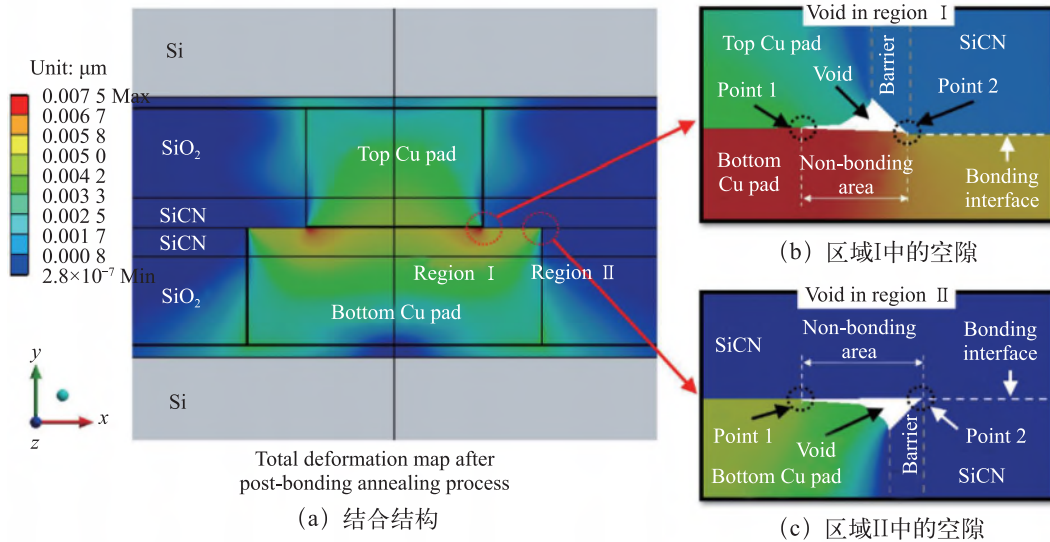 Si
Unit: μm
0.007 5 Max
0.006 7
0.005 8
0.005 0
0.004 2
0.003 3
0.002 5
0.001 7
0.000 8
2.8×10⁻⁷ Min
SiO₂
Top Cu pad
SiCN
SiCN
Region I
Region II
SiO₂
Bottom Cu pad
Si
y
x
z
Total deformation map after
post-bonding annealing process
(a) 结合结构
Void in region I
Top Cu pad
Barrier
SiCN
Void
Point 1
Point 2
Bottom
Cu pad
Non-bonding
area
Bonding
interface
(b) 区域I中的空隙
Void in region II
Non-bonding
area
SiCN
Bonding
interface
Point 1
Void
Barrier
Point 2
Bottom Cu pad
SiCN
(c) 区域II中的空隙